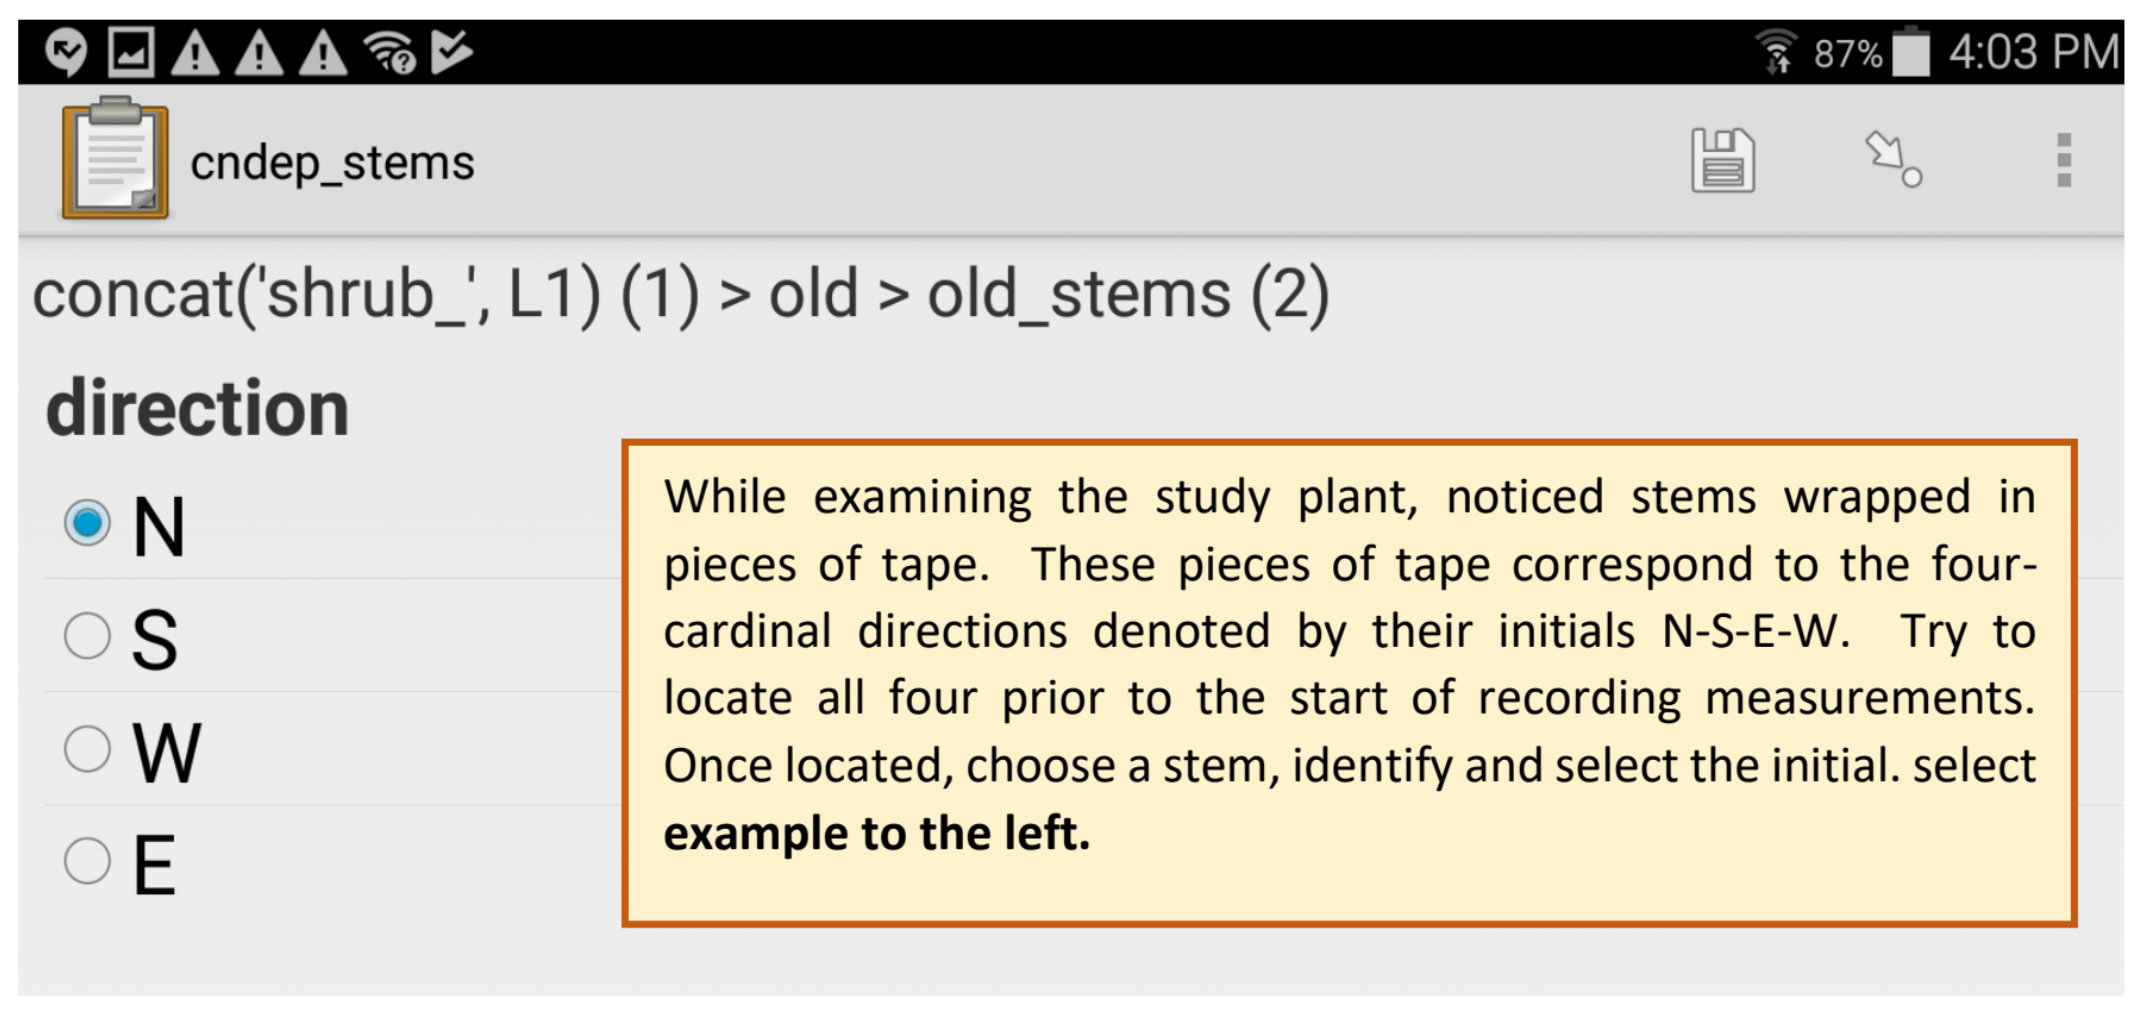 87% 4:03 PM
cndep_stems
concat('shrub_', L1) (1) > old > old_stems (2)
direction
N
S
W
E
While examining the study plant, noticed stems wrapped in
pieces of tape. These pieces of tape correspond to the four-
cardinal directions denoted by their initials N-S-E-W. Try to
locate all four prior to the start of recording measurements.
Once located, choose a stem, identify and select the initial. select
example to the left.